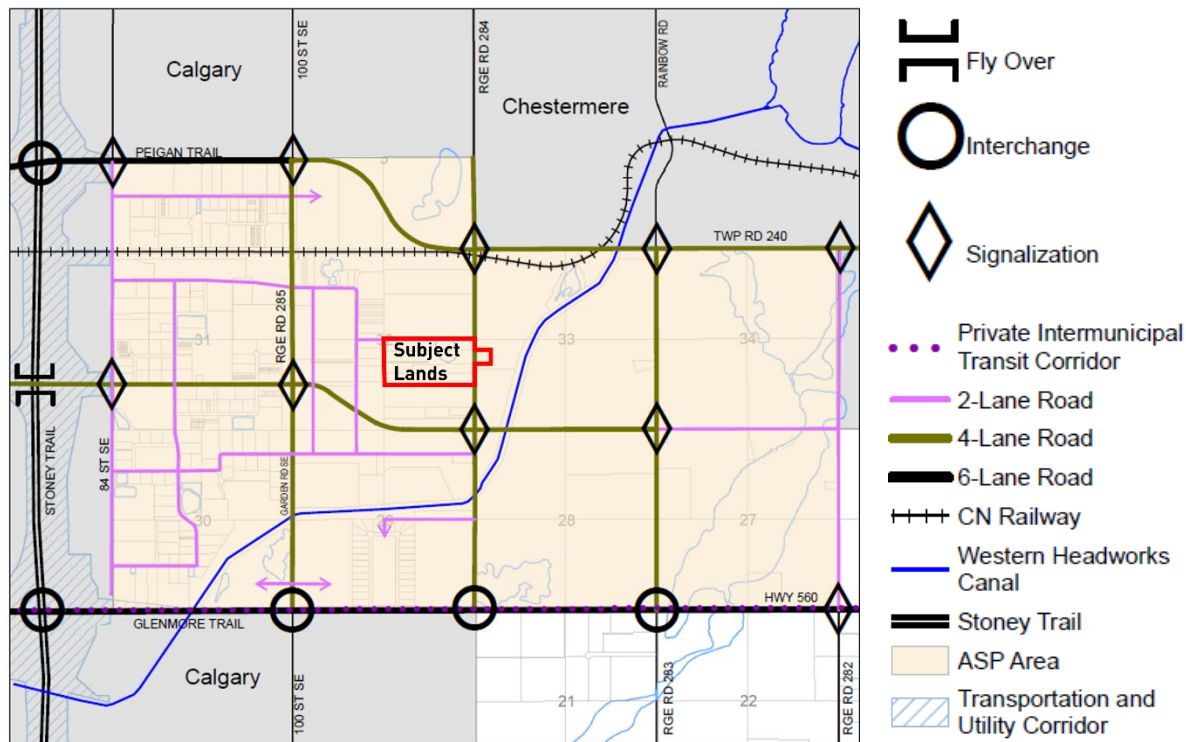 Calgary
100 ST SE
RGE RD 284
RAINBOW RD
Chestermere
PEIGAN TRAIL
3
TWP RD 240
RGE RD 285
31
33
34
Subject
Lands
STONEY TRAIL
84 ST SE
GARDEN RD SE
30
29
28
27
HWY 560
GLENMORE TRAIL
Calgary
100 ST SE
21
RGE RD 283
22
RGE RD 282
Fly Over
Interchange
Signalization
Private Intermunicipal
Transit Corridor
2-Lane Road
4-Lane Road
6-Lane Road
CN Railway
Western Headworks
Canal
Stoney Trail
ASP Area
Transportation and
Utility Corridor